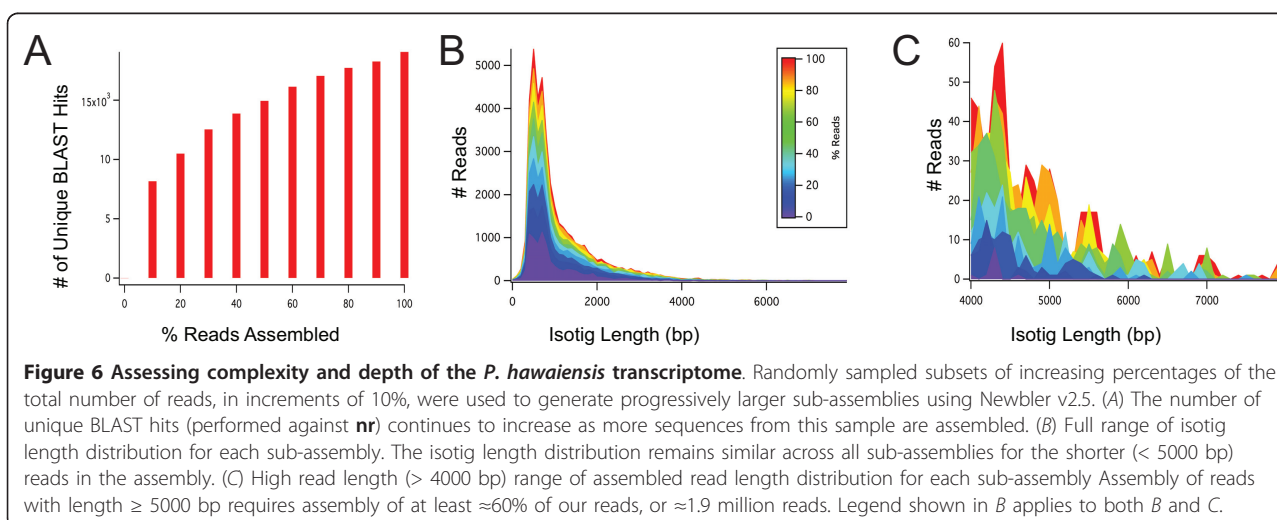 A
# of Unique BLAST Hits
15x10³
10
5
0
0 20 40 60 80 100
% Reads Assembled
B
# Reads
5000
4000
3000
2000
1000
0
0 2000 4000 6000
Isotig Length (bp)
100
80
60
40
20
0
% Reads
C
# Reads
60
50
40
30
20
10
0
4000 5000 6000 7000
Isotig Length (bp)
Figure 6 Assessing complexity and depth of the P. hawaiensis transcriptome. Randomly sampled subsets of increasing percentages of the
total number of reads, in increments of 10%, were used to generate progressively larger sub-assemblies using Newbler v2.5. (A) The number of
unique BLAST hits (performed against nr) continues to increase as more sequences from this sample are assembled. (B) Full range of isotig
length distribution for each sub-assembly. The isotig length distribution remains similar across all sub-assemblies for the shorter (< 5000 bp)
reads in the assembly. (C) High read length (> 4000 bp) range of assembled read length distribution for each sub-assembly Assembly of reads
with length ≥ 5000 bp requires assembly of at least ≈60% of our reads, or ≈1.9 million reads. Legend shown in B applies to both B and C.